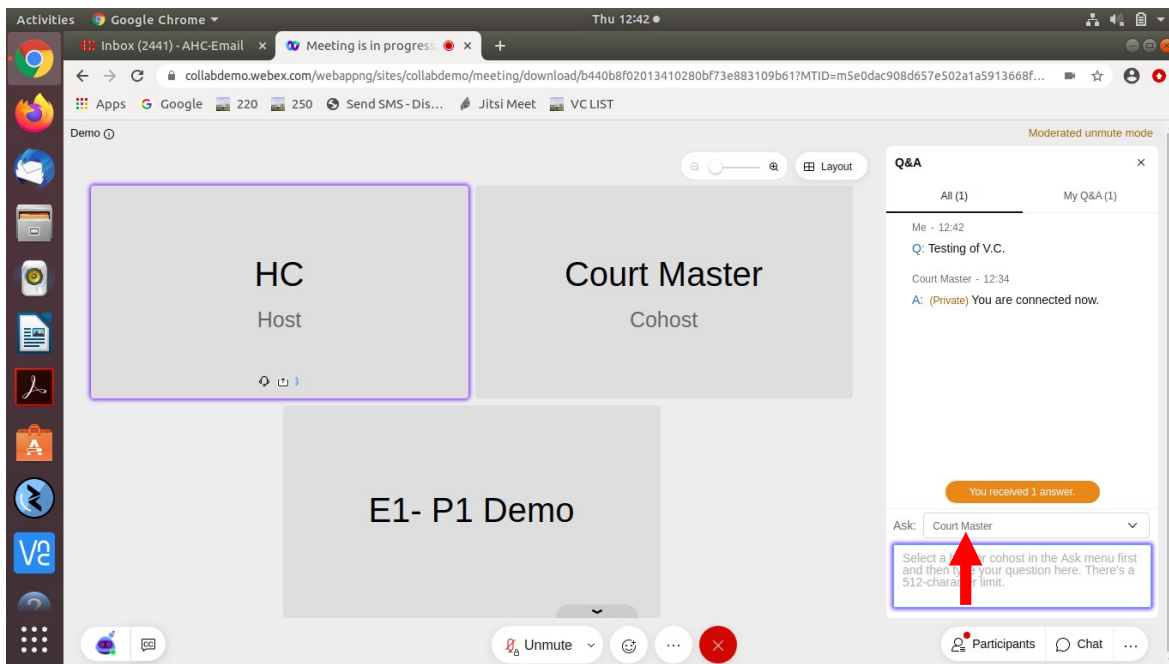 Activities Google Chrome Thu 12:42
Inbox (2441) - AHC-Email × Meeting is in progress × +
collabdemo.webex.com/webappng/sites/collabdemo/meeting/download/b440b8f02013410280bf73e883109b61?MTID=m5e0dac908d657e502a1a5913668f...
Apps G Google 220 250 Send SMS - Dis... Jitsi Meet VC LIST
Demo
Moderated unmute mode
Layout
Q&A ×
All (1) My Q&A (1)
Me - 12:42
Q: Testing of V.C.
Court Master - 12:34
A: (Private) You are connected now.
HC
Host
Court Master
Cohost
E1- P1 Demo
You received 1 answer.
Ask: Court Master
Select a cohost in the Ask menu first
and then your question here. There's a
512-character limit.
CC
Unmute
Participants Chat ...